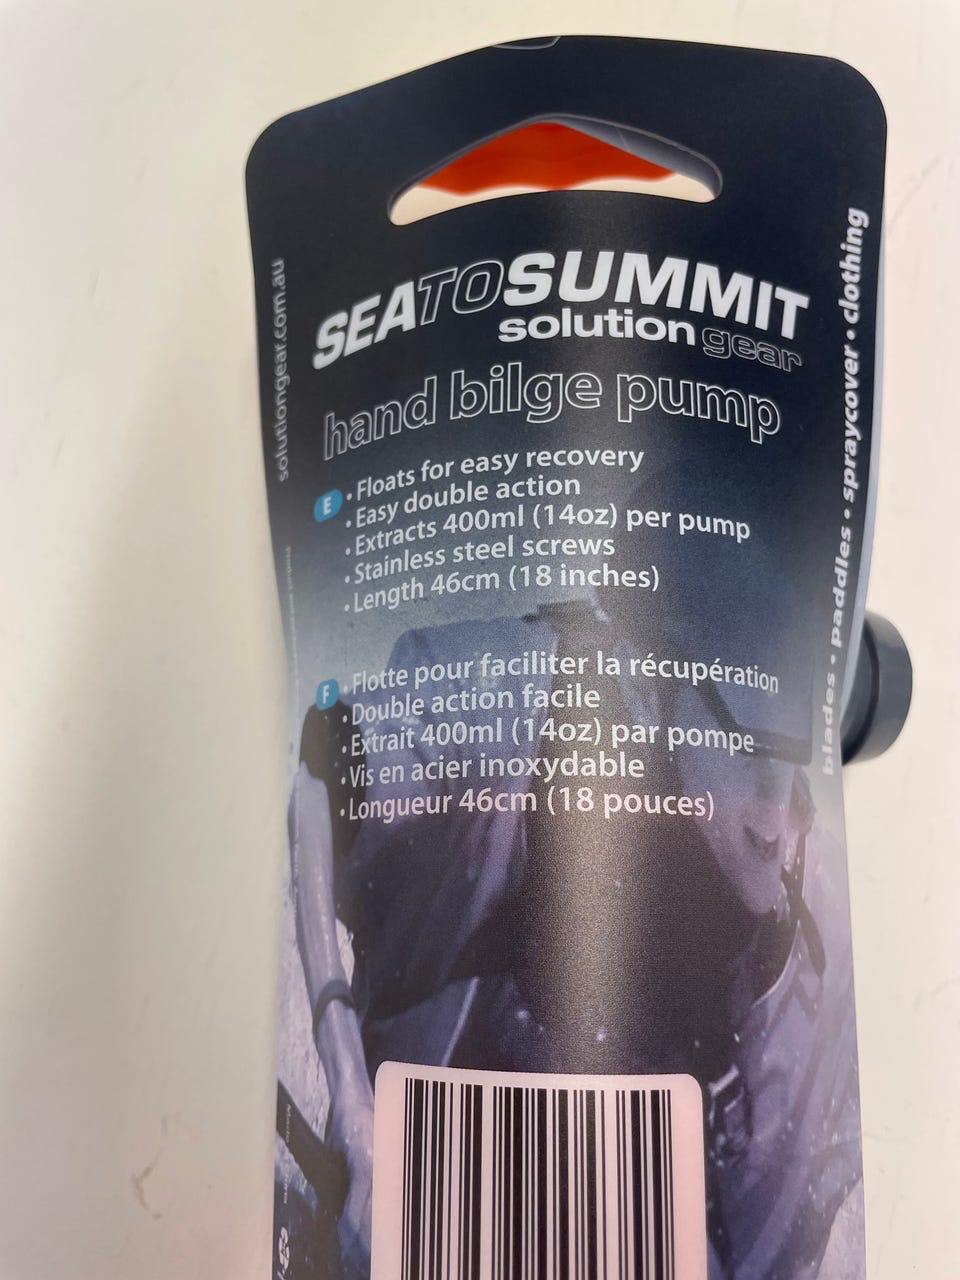 SEATOSUMMIT
solution gear
hand bilge pump
E
• Floats for easy recovery
• Easy double action
• Extracts 400ml (14oz) per pump
• Stainless steel screws
• Length 46cm (18 inches)
F
• Flotte pour faciliter la récupération
• Double action facile
• Extrait 400ml (14oz) par pompe
• Vis en acier inoxydable
• Longueur 46cm (18 pouces)
solutiongear.com.au
blades • paddles • spraycover • clothing